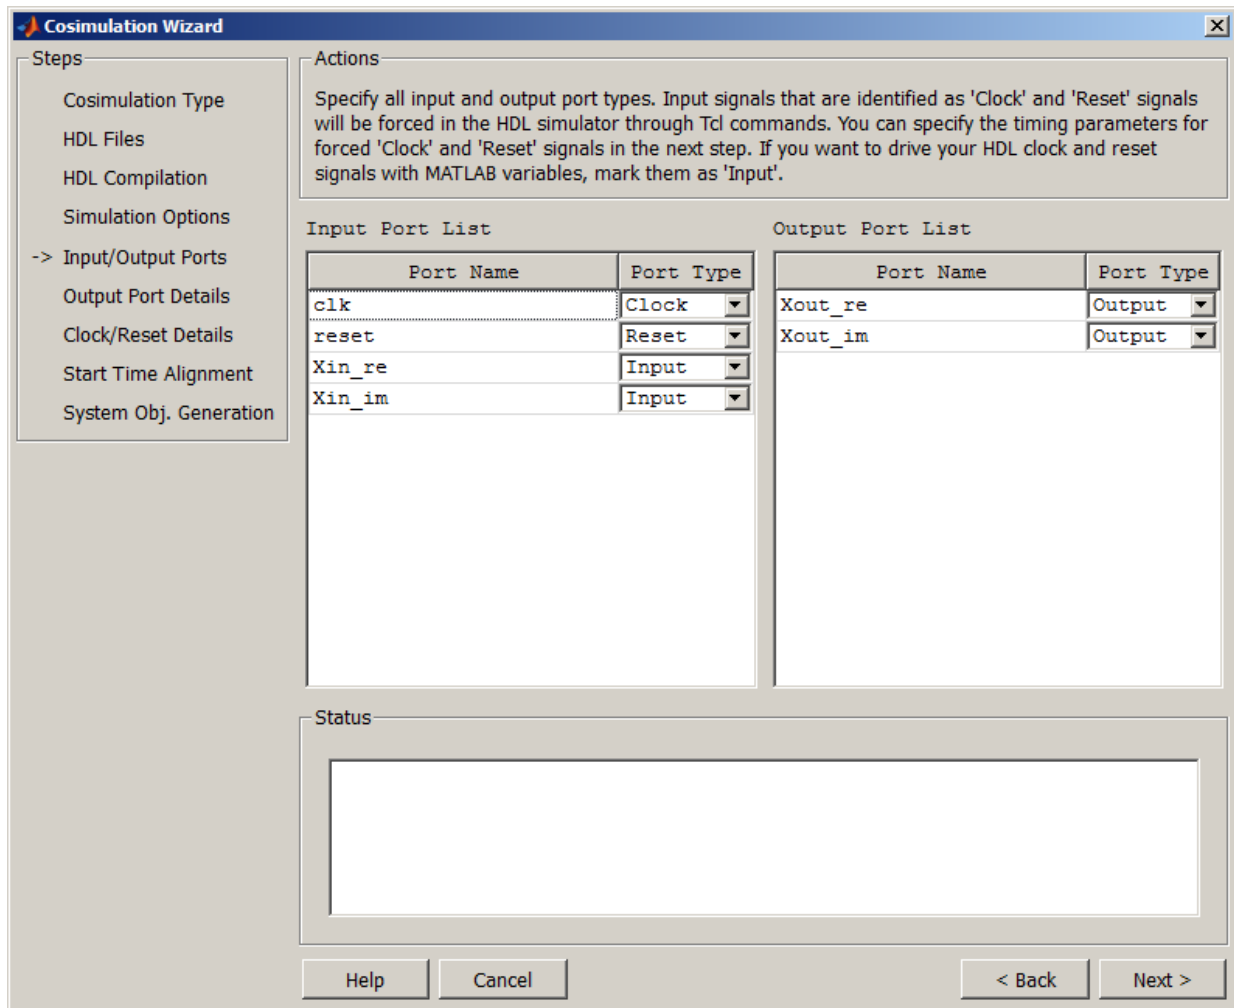 Cosimulation Wizard
Steps
Cosimulation Type
HDL Files
HDL Compilation
Simulation Options
-> Input/Output Ports
Output Port Details
Clock/Reset Details
Start Time Alignment
System Obj. Generation
Actions
Specify all input and output port types. Input signals that are identified as 'Clock' and 'Reset' signals
will be forced in the HDL simulator through Tcl commands. You can specify the timing parameters for
forced 'Clock' and 'Reset' signals in the next step. If you want to drive your HDL clock and reset
signals with MATLAB variables, mark them as 'Input'.
Input Port List
Port Name Port Type
clk Clock
reset Reset
Xin_re Input
Xin_im Input
Output Port List
Port Name Port Type
Xout_re Output
Xout_im Output
Status
Help Cancel < Back Next >